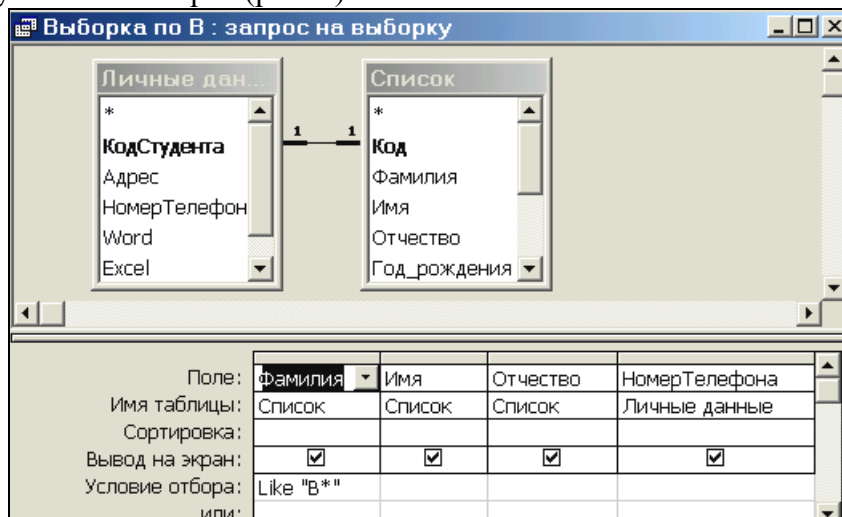 Выборка по В : запрос на выборку
Личные дан...
*
КодСтудента
Адрес
НомерТелефон
Word
Excel
1 1
Список
*
Код
Фамилия
Имя
Отчество
Год_рождения
Поле: Фамилия Имя Отчество НомерТелефона
Имя таблицы: Список Список Список Личные данные
Сортировка:
Вывод на экран:
Условие отбора: Like "В*"
или: